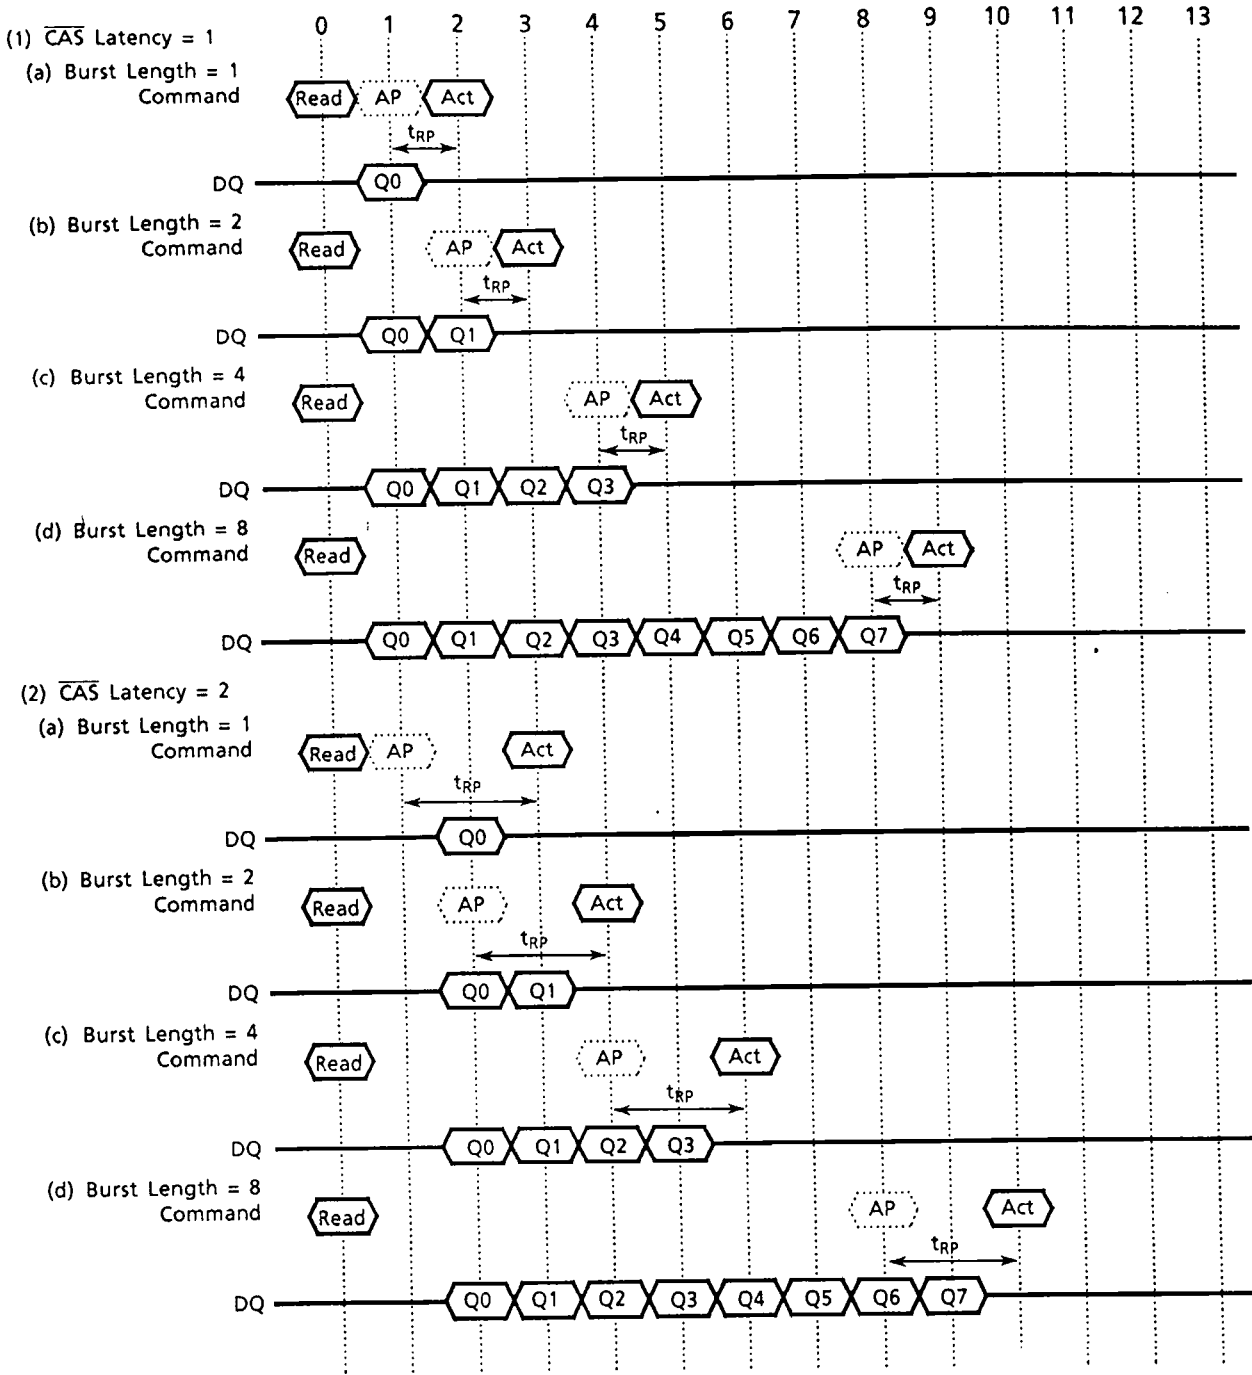 0 1 2 3 4 5 6 7 8 9 10 11 12 13
(1) CAS Latency = 1
(a) Burst Length = 1
Command Read AP Act
tRP
DQ Q0
(b) Burst Length = 2
Command Read AP Act
tRP
DQ Q0 Q1
(c) Burst Length = 4
Command Read AP Act
tRP
DQ Q0 Q1 Q2 Q3
(d) Burst Length = 8
Command Read AP Act
tRP
DQ Q0 Q1 Q2 Q3 Q4 Q5 Q6 Q7
(2) CAS Latency = 2
(a) Burst Length = 1
Command Read AP Act
tRP
DQ Q0
(b) Burst Length = 2
Command Read AP Act
tRP
DQ Q0 Q1
(c) Burst Length = 4
Command Read AP Act
tRP
DQ Q0 Q1 Q2 Q3
(d) Burst Length = 8
Command Read AP Act
tRP
DQ Q0 Q1 Q2 Q3 Q4 Q5 Q6 Q7